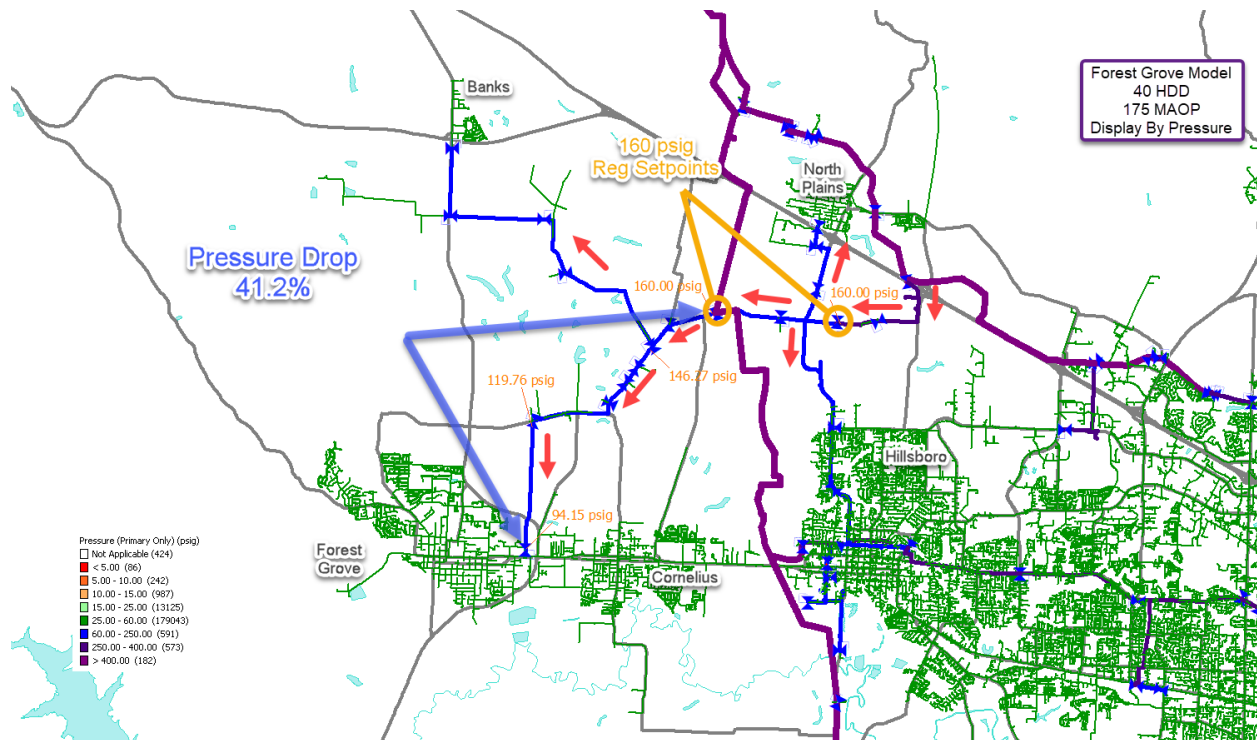 Forest Grove Model
40 HDD
175 MAOP
Display By Pressure
Banks
160 psig
Reg Setpoints
North
Plains
Pressure Drop
41.2%
160.00 psig
160.00 psig
146.27 psig
119.76 psig
Hillsboro
94.15 psig
Forest
Grove
Cornelius
Pressure (Primary Only) (psig)
Not Applicable (424)
< 5.00 (86)
5.00 - 10.00 (242)
10.00 - 15.00 (987)
15.00 - 25.00 (13125)
25.00 - 60.00 (179043)
60.00 - 250.00 (591)
250.00 - 400.00 (573)
> 400.00 (182)